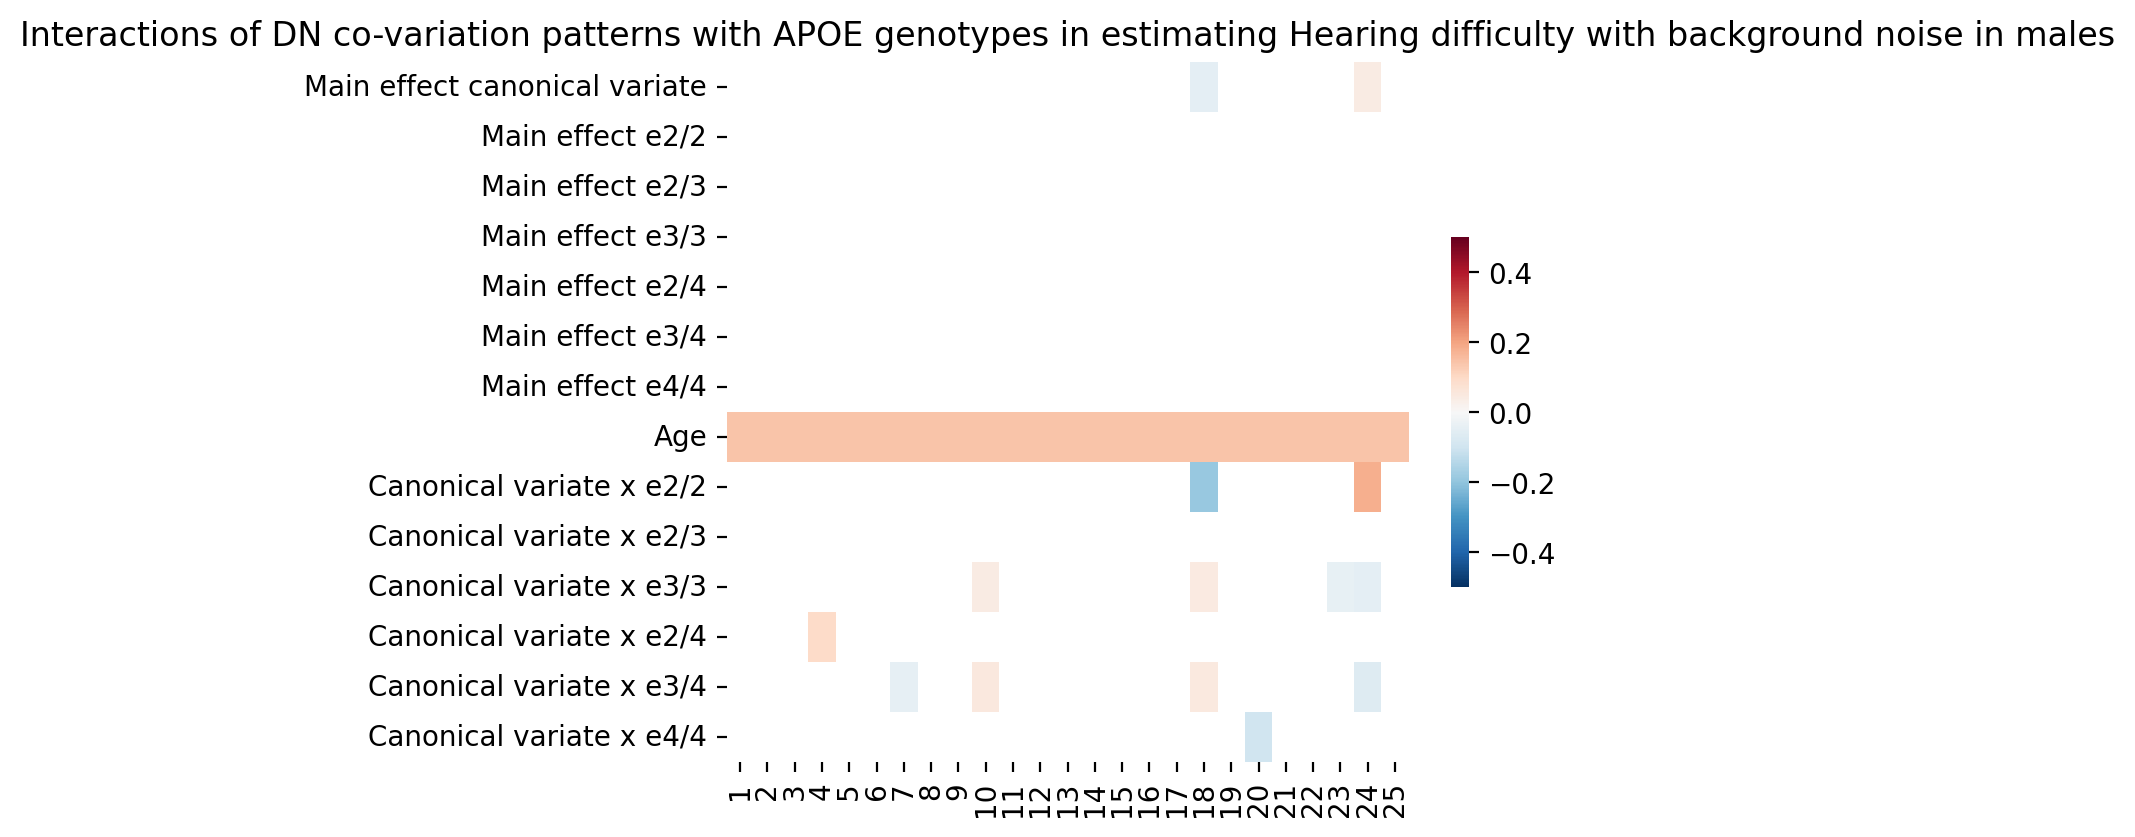 Interactions of DN co-variation patterns with APOE genotypes in estimating Hearing difficulty with background noise in males
Main effect canonical variate
Main effect e2/2
Main effect e2/3
Main effect e3/3
Main effect e2/4
Main effect e3/4
Main effect e4/4
Age
Canonical variate x e2/2
Canonical variate x e2/3
Canonical variate x e3/3
Canonical variate x e2/4
Canonical variate x e3/4
Canonical variate x e4/4
1 2 3 4 5 6 7 8 9 10 11 12 13 14 15 16 17 18 19 20 21 22 23 24 25
0.4
0.2
0.0
−0.2
−0.4